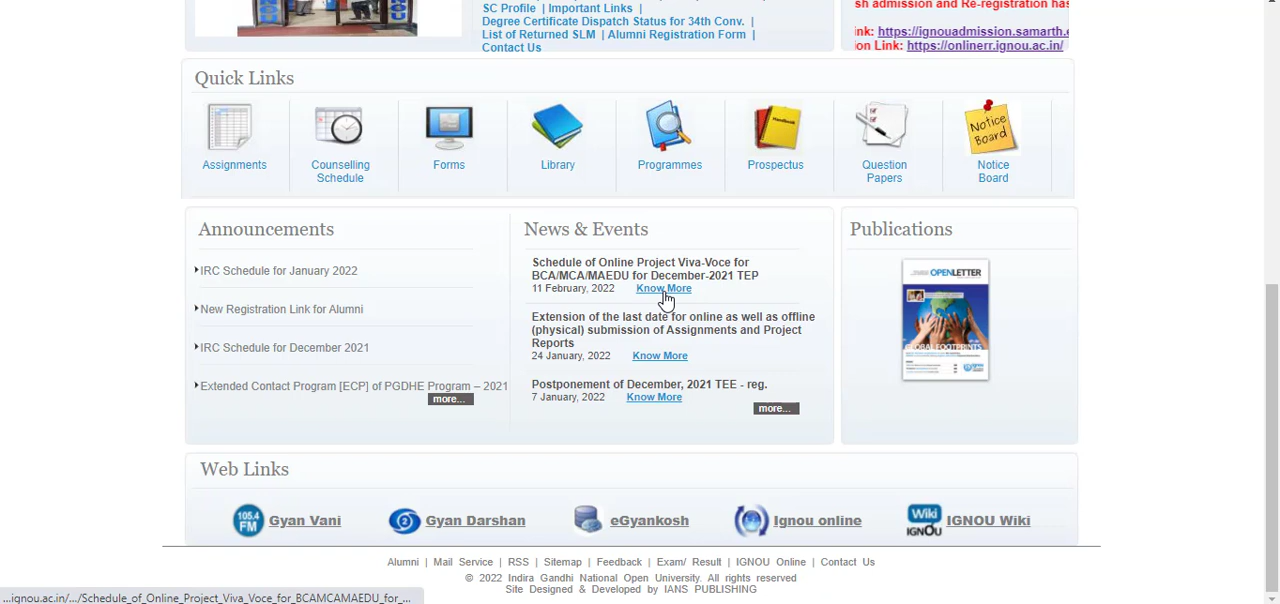 SC Profile | Important Links |
Degree Certificate Dispatch Status for 34th Conv. |
List of Returned SLM | Alumni Registration Form |
Contact Us
sh admission and Re-registration has
ink: https://ignouadmission.samarth.e
ion Link: https://onlinerr.ignou.ac.in/
Quick Links
Assignments
Counselling
Schedule
Forms
Library
Programmes
Handbook
Prospectus
Question
Papers
Notice
Board
Notice
Board
Announcements
IRC Schedule for January 2022
New Registration Link for Alumni
IRC Schedule for December 2021
Extended Contact Program [ECP] of PGDHE Program – 2021
more...
News & Events
Schedule of Online Project Viva-Voce for
BCA/MCA/MAEDU for December-2021 TEP
11 February, 2022 Know More
Extension of the last date for online as well as offline
(physical) submission of Assignments and Project
Reports
24 January, 2022 Know More
Postponement of December, 2021 TEE - reg.
7 January, 2022 Know More
more...
Publications
OPENLETTER
GLOBAL FOOTPRINTS
Web Links
105.4
FM
Gyan Vani
Gyan Darshan
eGyankosh
Ignou online
Wiki
IGNOU
IGNOU Wiki
Alumni | Mail Service | RSS | Sitemap | Feedback | Exam/ Result | IGNOU Online | Contact Us
© 2022 Indira Gandhi National Open University. All rights reserved
Site Designed & Developed by IANS PUBLISHING
...ignou.ac.in/.../Schedule_of_Online_Project_Viva_Voce_for_BCAMCAMAEDU_for_...